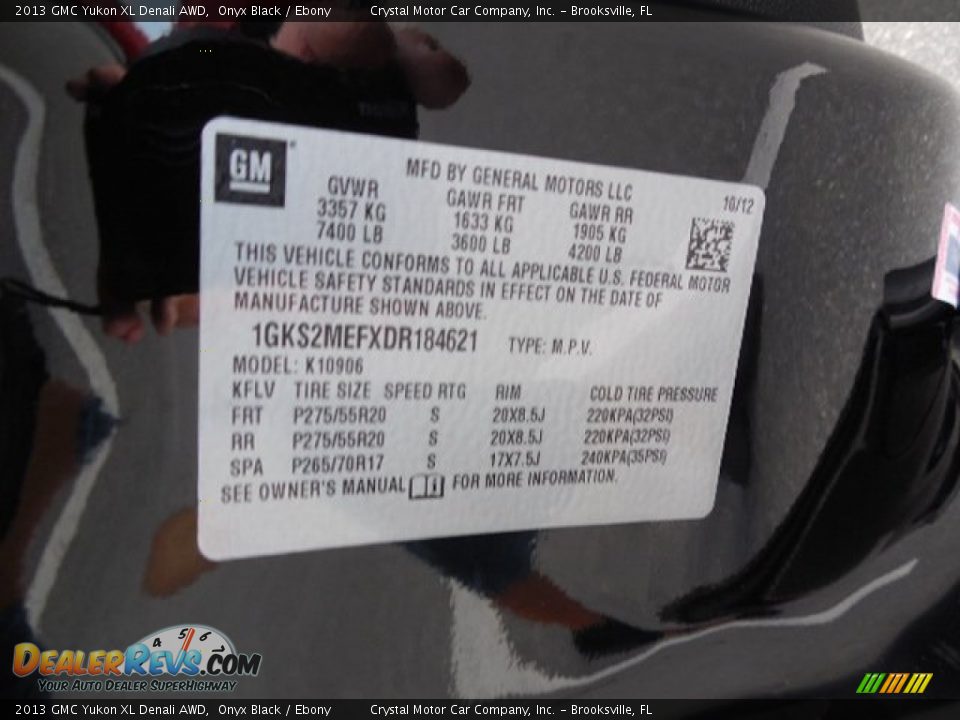 2013 GMC Yukon XL Denali AWD, Onyx Black / Ebony Crystal Motor Car Company, Inc. – Brooksville, FL
GM
MFD BY GENERAL MOTORS LLC
10/12
GVWR GAWR FRT GAWR RR
3357 KG 1633 KG 1905 KG
7400 LB 3600 LB 4200 LB
THIS VEHICLE CONFORMS TO ALL APPLICABLE U.S. FEDERAL MOTOR
VEHICLE SAFETY STANDARDS IN EFFECT ON THE DATE OF
MANUFACTURE SHOWN ABOVE.
1GKS2MEFXDR184621 TYPE: M.P.V.
MODEL: K10906
KFLV TIRE SIZE SPEED RTG RIM COLD TIRE PRESSURE
FRT P275/55R20 S 20X8.5J 220KPA(32PSI)
RR P275/55R20 S 20X8.5J 220KPA(32PSI)
SPA P265/70R17 S 17X7.5J 240KPA(35PSI)
SEE OWNER'S MANUAL FOR MORE INFORMATION.
4 5 6
DealerRevs.com
Your Auto Dealer SuperHighway
2013 GMC Yukon XL Denali AWD, Onyx Black / Ebony Crystal Motor Car Company, Inc. – Brooksville, FL